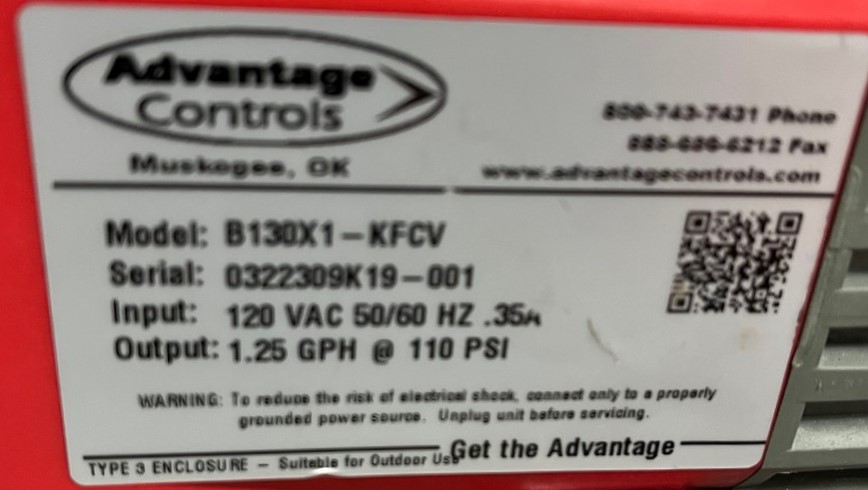 Advantage
Controls
Muskogee, OK
800-743-7431 Phone
888-686-6212 Fax
www.advantagecontrols.com
Model: B130X1-KFCV
Serial: 0322309K19-001
Input: 120 VAC 50/60 HZ .35A
Output: 1.25 GPH @ 110 PSI
WARNING: To reduce the risk of electrical shock, connect only to a properly
grounded power source. Unplug unit before servicing.
Get the Advantage
TYPE 3 ENCLOSURE - Suitable for Outdoor Use